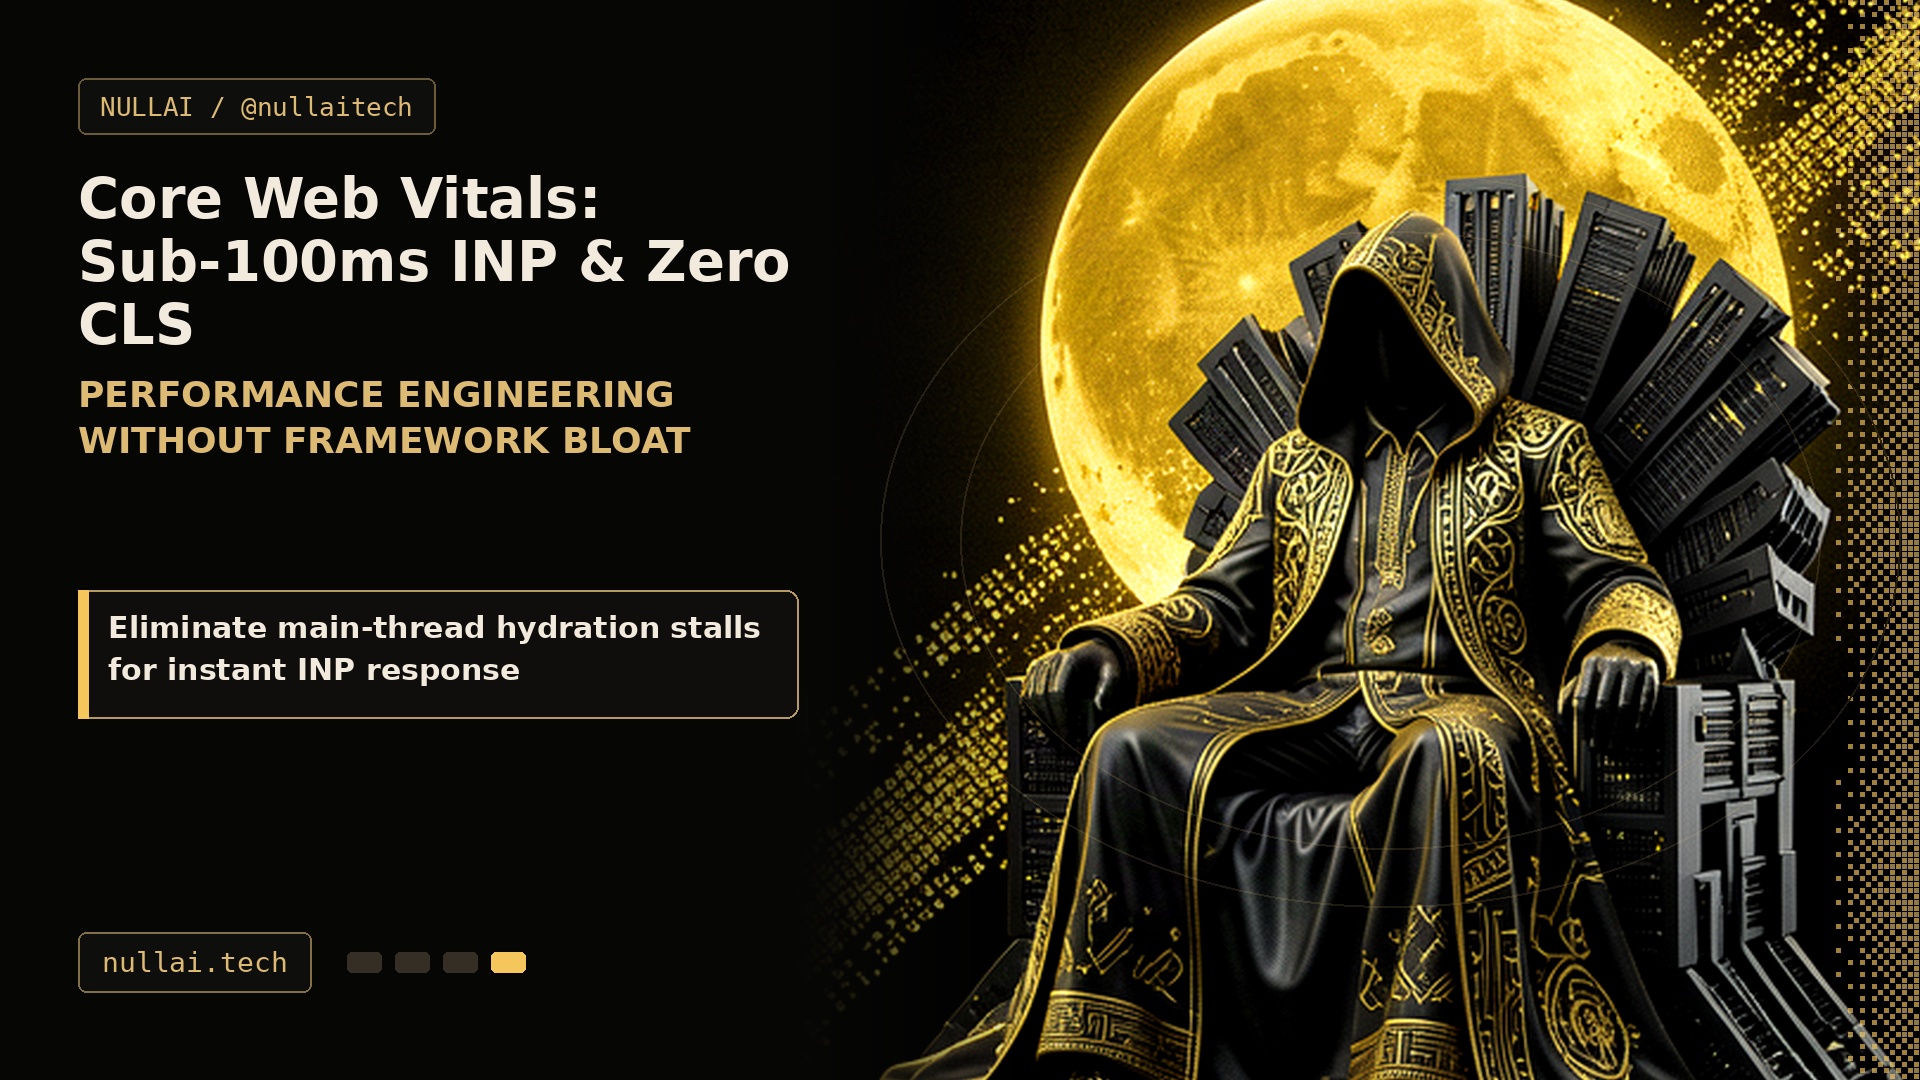 NULLAI / @nullaitech
Core Web Vitals:
Sub-100ms INP & Zero
CLS
PERFORMANCE ENGINEERING
WITHOUT FRAMEWORK BLOAT
Eliminate main-thread hydration stalls
for instant INP response
nullai.tech